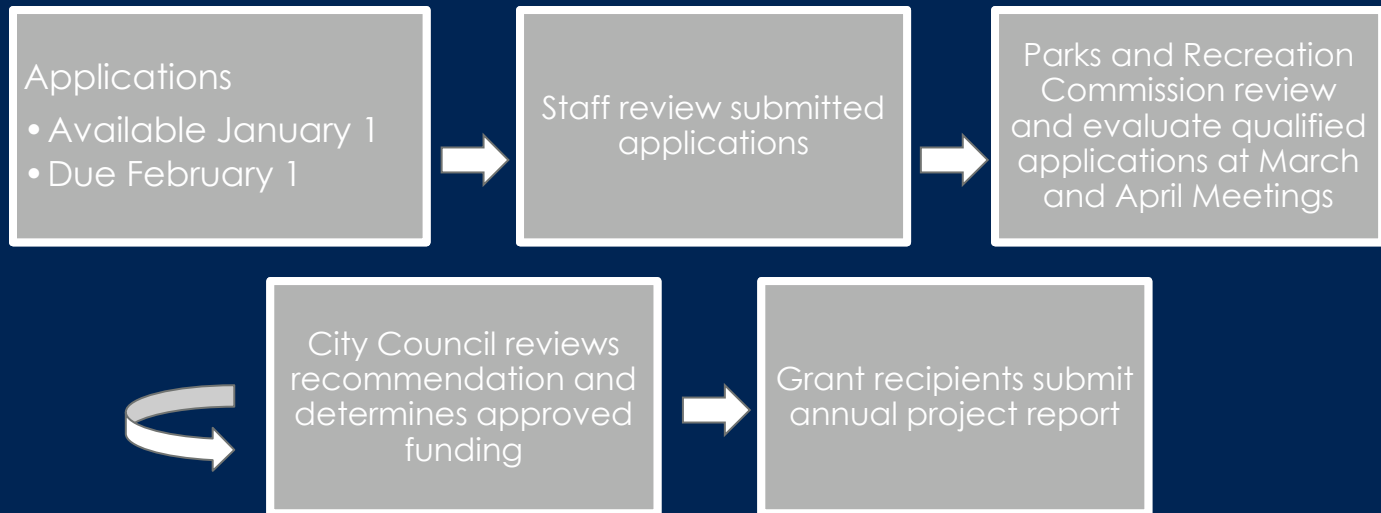 Applications
• Available January 1
• Due February 1
Staff review submitted
applications
Parks and Recreation
Commission review
and evaluate qualified
applications at March
and April Meetings
City Council reviews
recommendation and
determines approved
funding
Grant recipients submit
annual project report